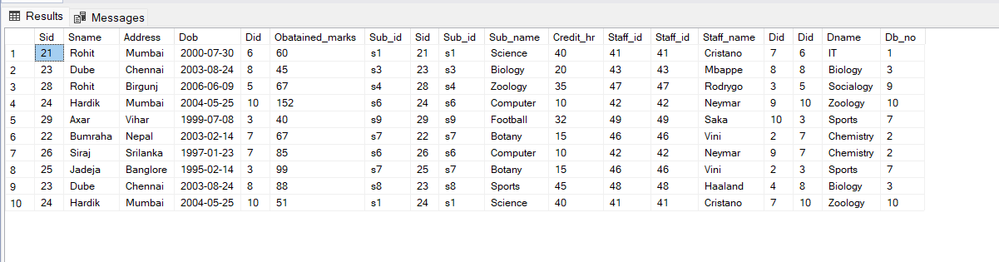 Results Messages
Sid Sname Address Dob Did Obatained_marks Sub_id Sid Sub_id Sub_name Credit_hr Staff_id Staff_id Staff_name Did Did Dname Db_no
1 21 Rohit Mumbai 2000-07-30 6 60 s1 21 s1 Science 40 41 41 Cristano 7 6 IT 1
2 23 Dube Chennai 2003-08-24 8 45 s3 23 s3 Biology 20 43 43 Mbappe 8 8 Biology 3
3 28 Rohit Birgunj 2006-06-09 5 67 s4 28 s4 Zoology 35 47 47 Rodrygo 3 5 Socialogy 9
4 24 Hardik Mumbai 2004-05-25 10 152 s6 24 s6 Computer 10 42 42 Neymar 9 10 Zoology 10
5 29 Axar Vihar 1999-07-08 3 40 s9 29 s9 Football 32 49 49 Saka 10 3 Sports 7
6 22 Bumraha Nepal 2003-02-14 7 67 s7 22 s7 Botany 15 46 46 Vini 2 7 Chemistry 2
7 26 Siraj Srilanka 1997-01-23 7 85 s6 26 s6 Computer 10 42 42 Neymar 9 7 Chemistry 2
8 25 Jadeja Banglore 1995-02-14 3 99 s7 25 s7 Botany 15 46 46 Vini 2 3 Sports 7
9 23 Dube Chennai 2003-08-24 8 88 s8 23 s8 Sports 45 48 48 Haaland 4 8 Biology 3
10 24 Hardik Mumbai 2004-05-25 10 51 s1 24 s1 Science 40 41 41 Cristano 7 10 Zoology 10